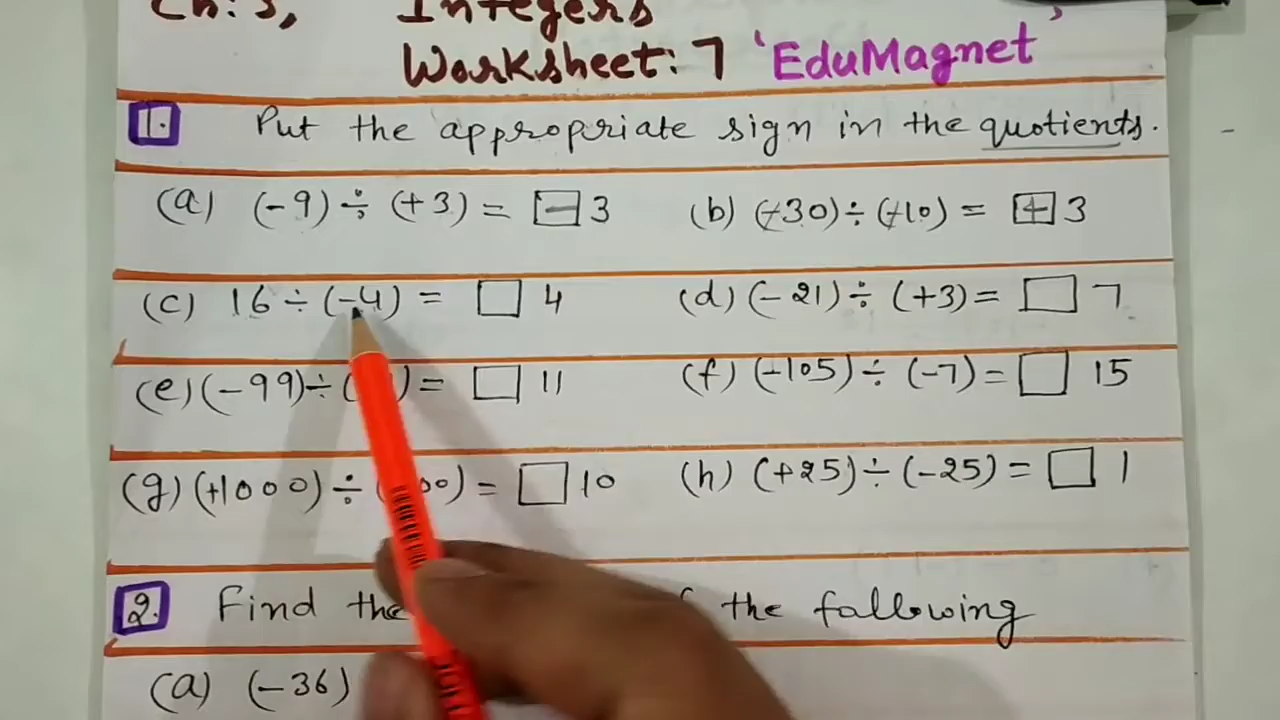 Ch: 3, Integers
Worksheet: 7 'EduMagnet'
1. Put the appropriate sign in the quotients.
(a) (-9) ÷ (+3) = - 3 (b) (+30) ÷ (+10) = + 3
(c) 16 ÷ (-4) = □ 4 (d) (-21) ÷ (+3) = □ 7
(e) (-99) ÷ ( ) = □ 11 (f) (-105) ÷ (-7) = □ 15
(g) (+1000) ÷ ( 00) = □ 10 (h) (+25) ÷ (-25) = □ 1
2. Find the the following
(a) (-36)